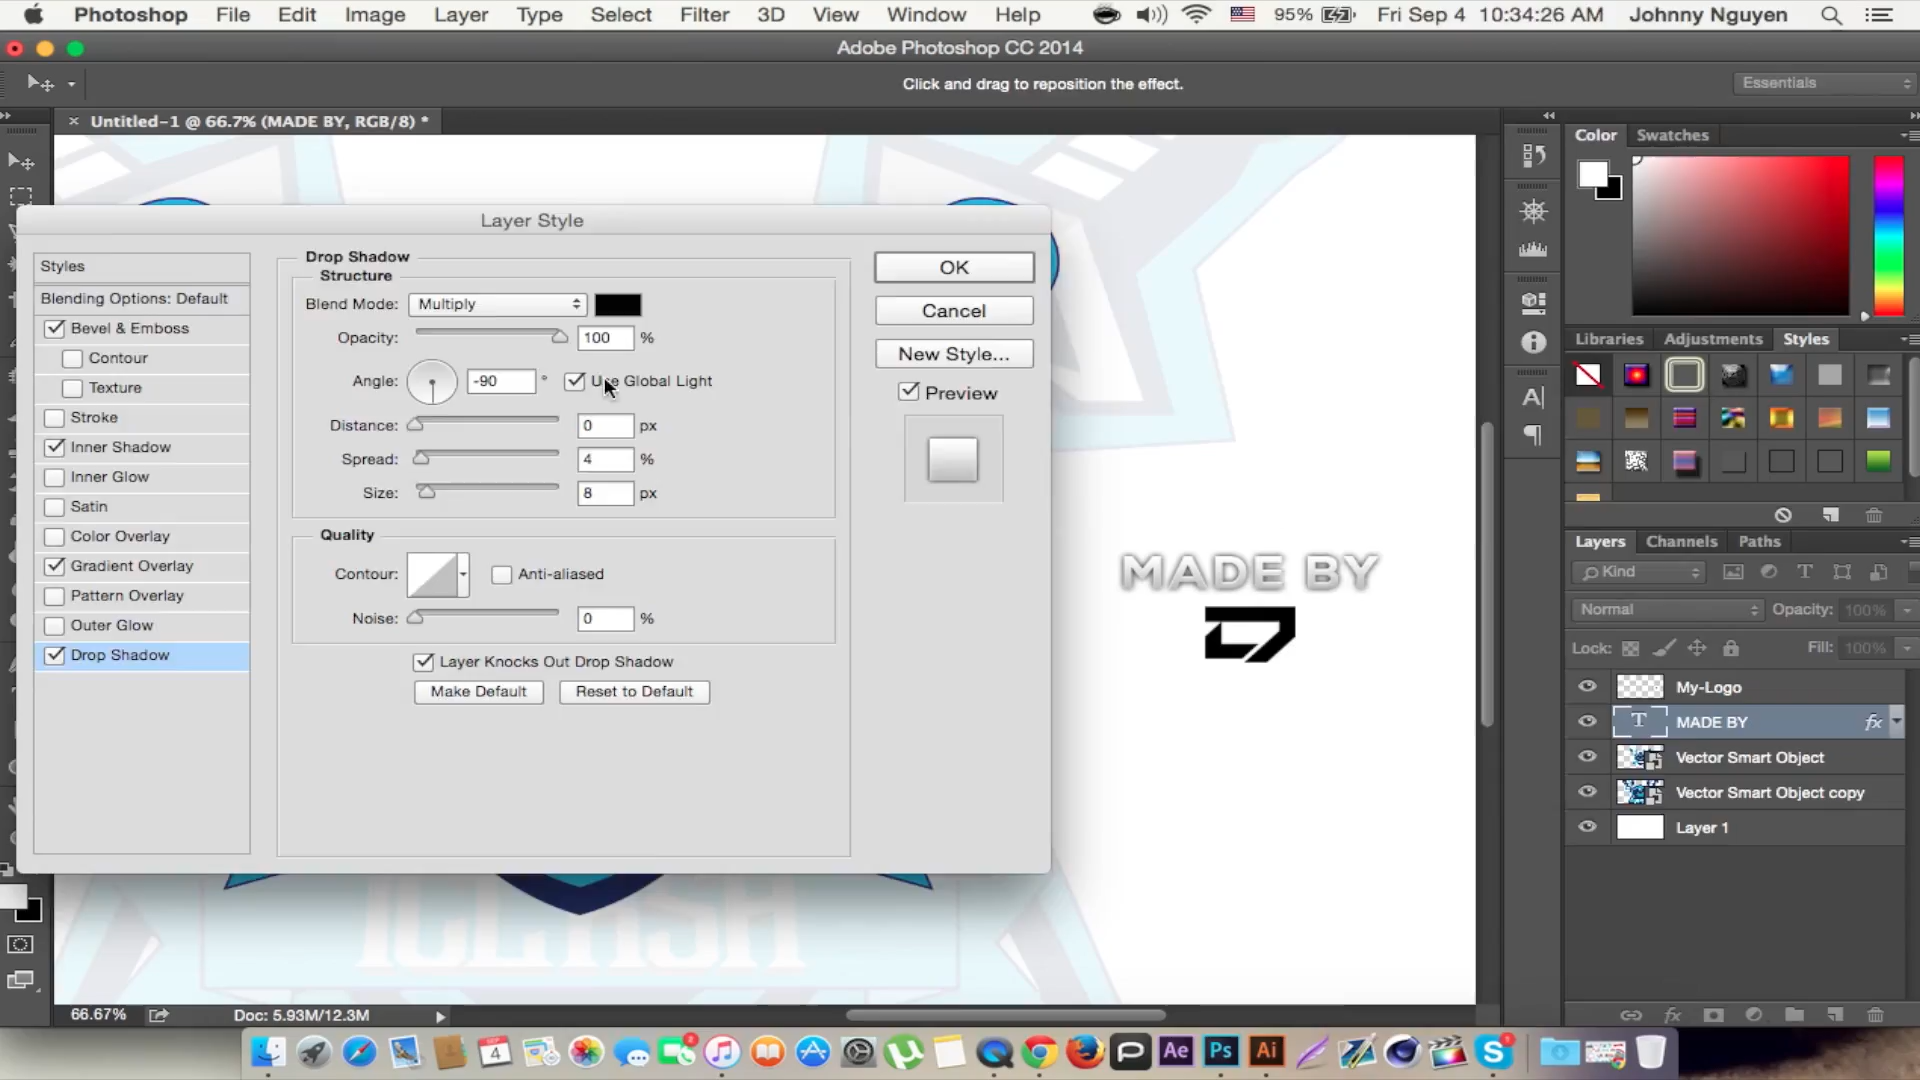 Photoshop File Edit Image Layer Type Select Filter 3D View Window Help 95% Fri Sep 4 10:34:26 AM Johnny Nguyen
Adobe Photoshop CC 2014
Click and drag to reposition the effect.
Essentials
× Untitled-1 @ 66.7% (MADE BY, RGB/8) *
Color Swatches
Layer Style
Styles
Blending Options: Default
Bevel & Emboss
Contour
Texture
Stroke
Inner Shadow
Inner Glow
Satin
Color Overlay
Gradient Overlay
Pattern Overlay
Outer Glow
Drop Shadow
Drop Shadow
Structure
Blend Mode: Multiply
Opacity: 100 %
Angle: -90 ° Use Global Light
Distance: 0 px
Spread: 4 %
Size: 8 px
Quality
Contour: Anti-aliased
Noise: 0 %
Layer Knocks Out Drop Shadow
Make Default Reset to Default
OK
Cancel
New Style...
Preview
MADE BY
Libraries Adjustments Styles
Layers Channels Paths
Kind
Normal Opacity: 100%
Lock: Fill: 100%
My-Logo
T MADE BY fx
Vector Smart Object
Vector Smart Object copy
Layer 1
66.67% Doc: 5.93M/12.3M
fx
4
Ae Ps Ai